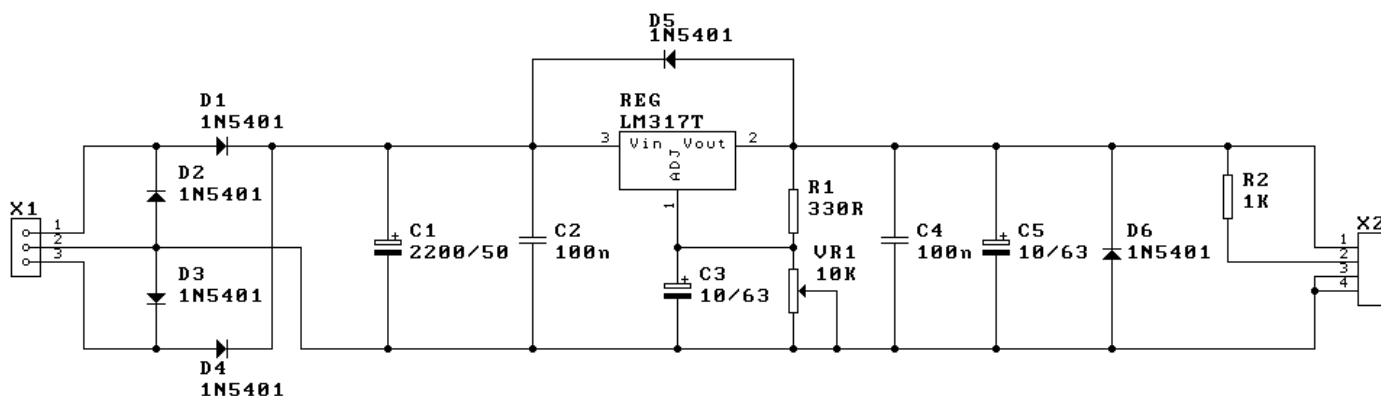 D5
1N5401
D1
1N5401
REG
LM317T
3
Vin
Vout
2
ADJ
1
D2
1N5401
R1
330R
R2
1K
X1
1
2
3
C1
+
2200/50
C2
100n
C4
100n
C5
+
10/63
D6
1N5401
X2
1
2
3
4
D3
1N5401
C3
+
10/63
VR1
10K
D4
1N5401